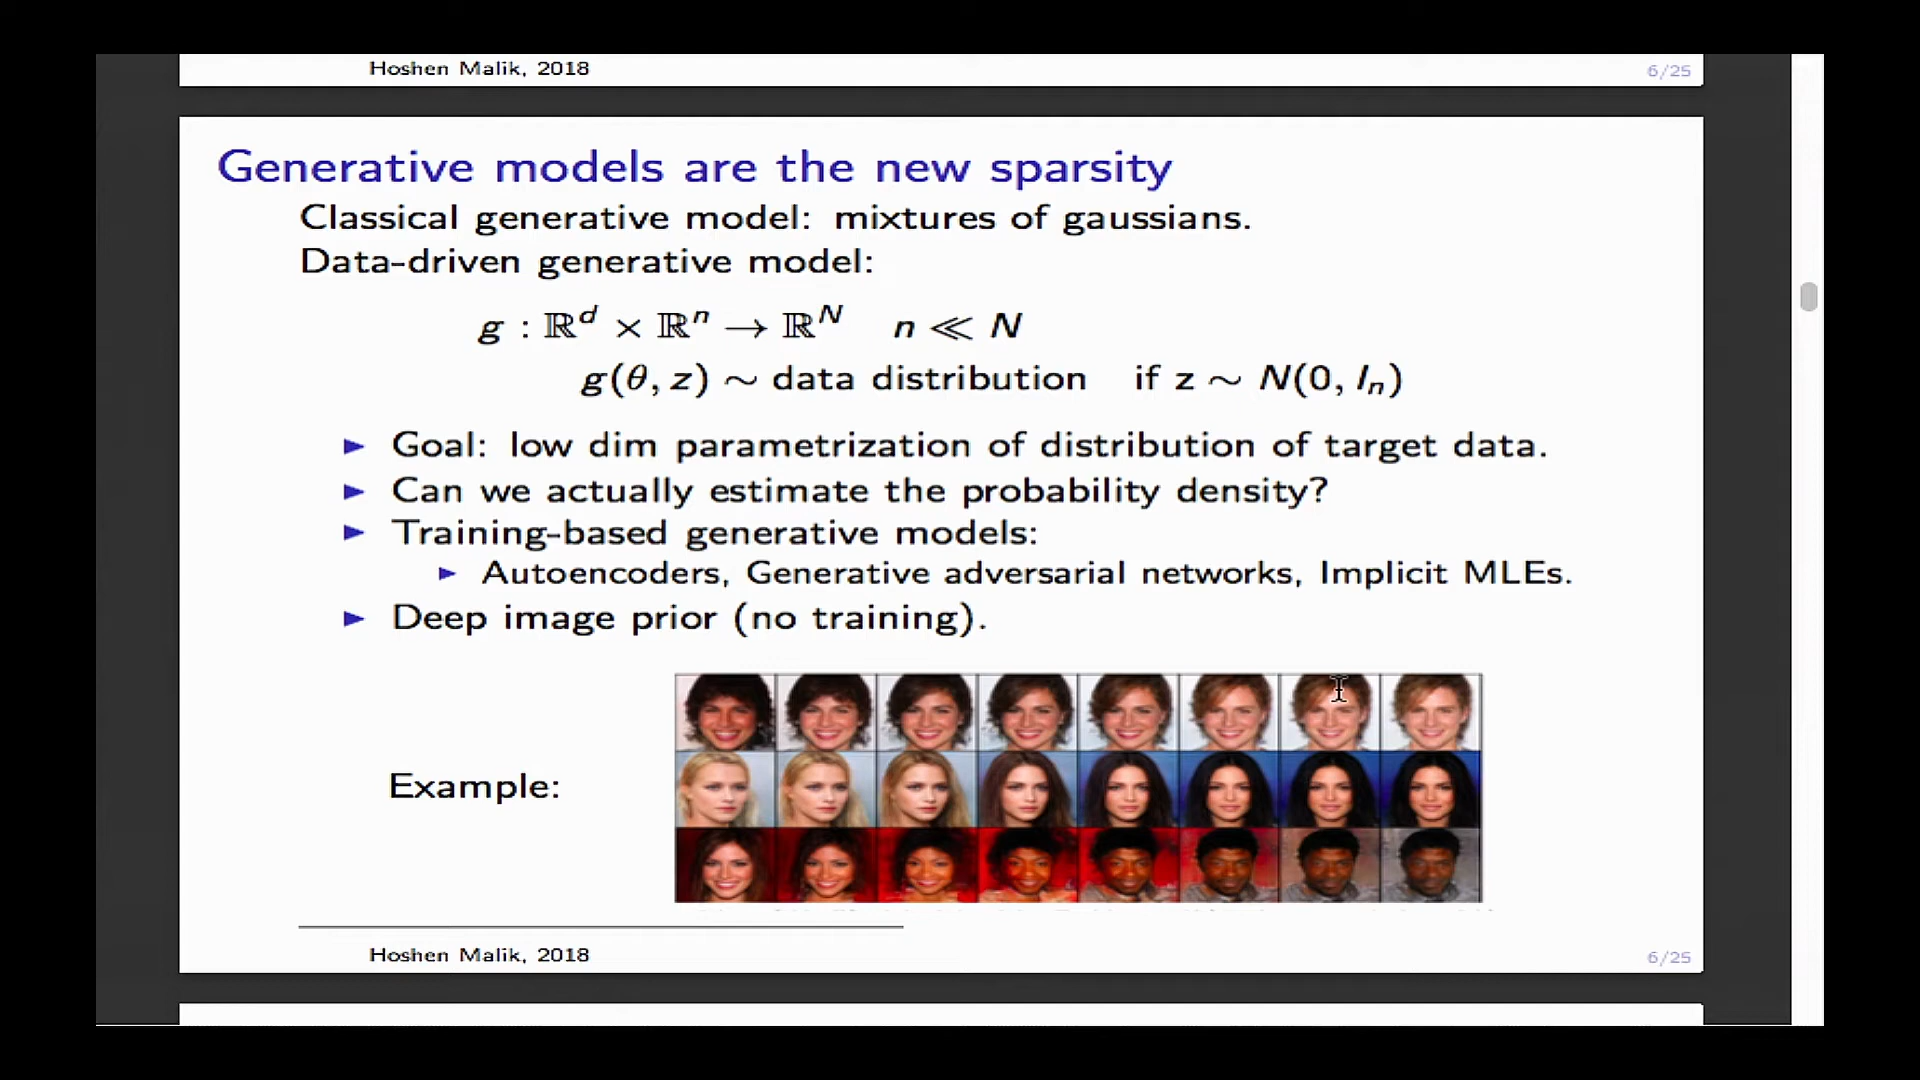 Hoshen Malik, 2018
6/25
Generative models are the new sparsity
Classical generative model: mixtures of gaussians.
Data-driven generative model:
g : ℝ^d × ℝ^n → ℝ^N n ≪ N
g(θ, z) ∼ data distribution if z ∼ N(0, I_n)
► Goal: low dim parametrization of distribution of target data.
► Can we actually estimate the probability density?
► Training-based generative models:
► Autoencoders, Generative adversarial networks, Implicit MLEs.
► Deep image prior (no training).
Example:
Hoshen Malik, 2018
6/25